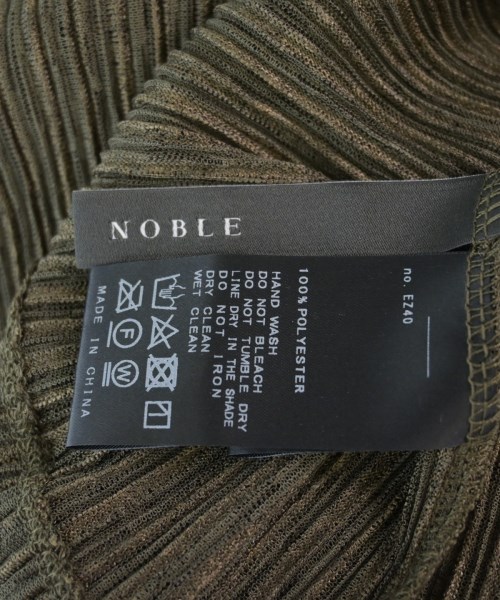 NOBLE
no. EZ40
100% POLYESTER
HAND WASH
DO NOT BLEACH
DO NOT TUMBLE DRY
LINE DRY IN THE SHADE
DO NOT IRON
DRY CLEAN
WET CLEAN
F W
MADE IN CHINA